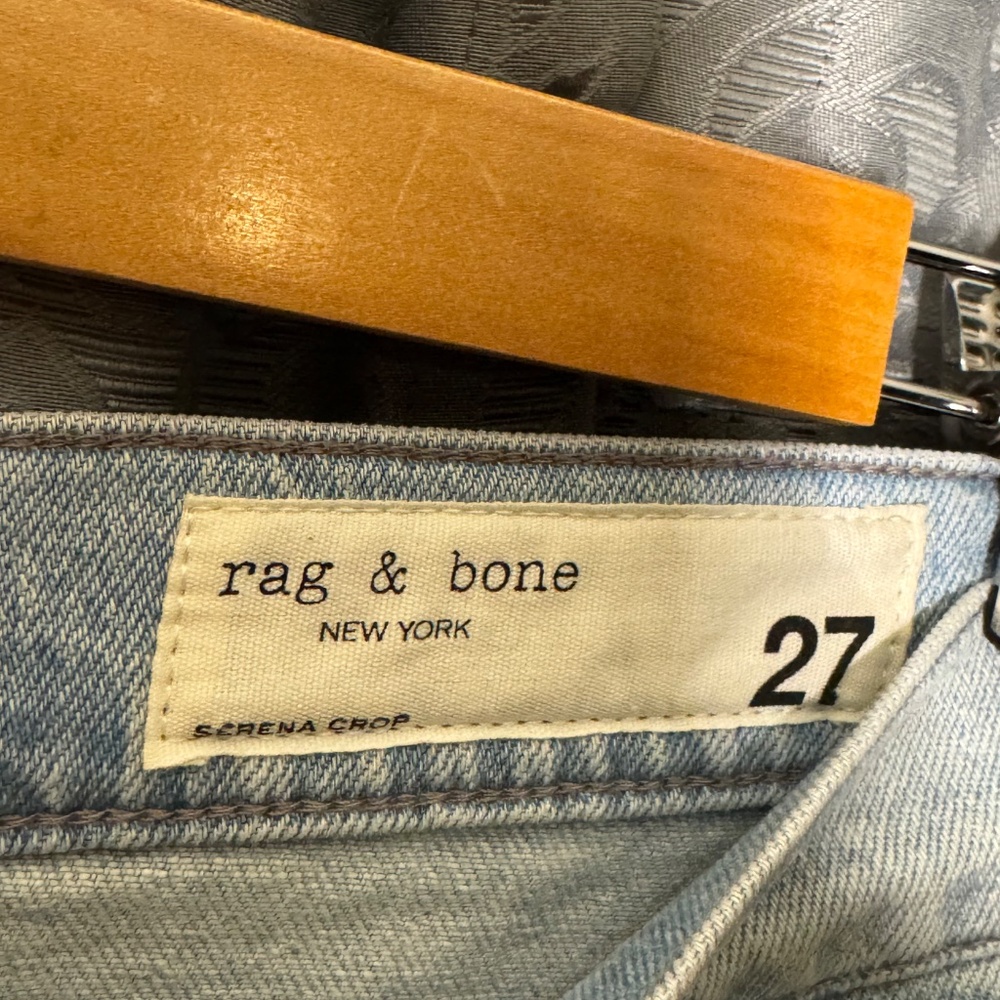 rag & bone
NEW YORK
27
SERENA CROP